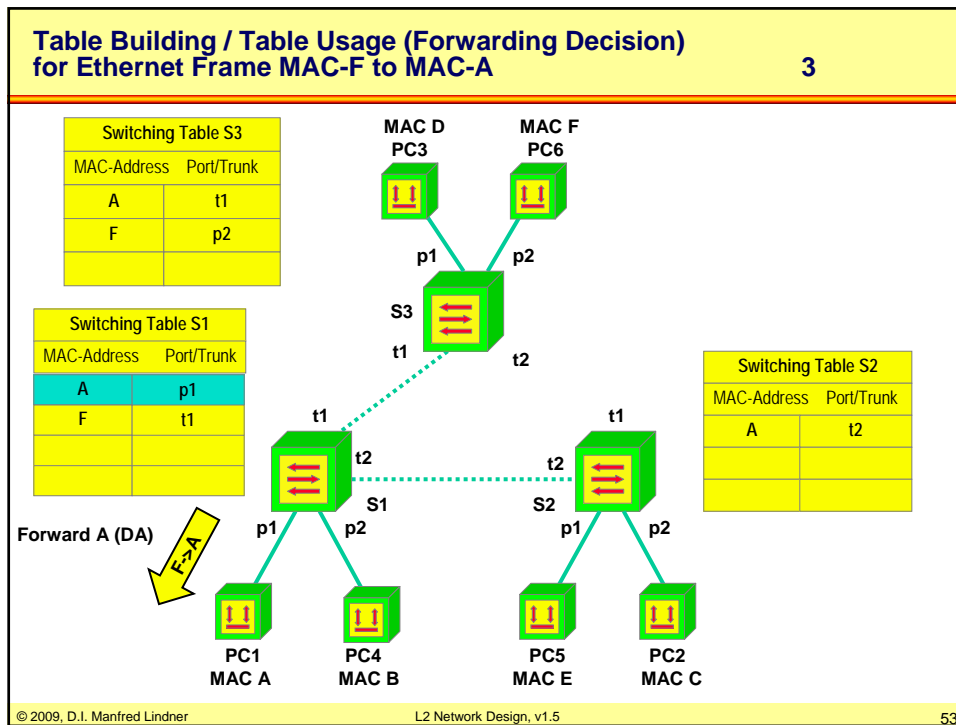 Table Building / Table Usage (Forwarding Decision)
for Ethernet Frame MAC-F to MAC-A 3
Switching Table S3
MAC-Address Port/Trunk
A t1
F p2
MAC D
PC3
MAC F
PC6
p1 p2
S3
t1 t2
Switching Table S1
MAC-Address Port/Trunk
A p1
F t1
Switching Table S2
MAC-Address Port/Trunk
A t2
t1
t2
S1
p1 p2
t1
t2
S2
p1 p2
Forward A (DA)
F->A
PC1
MAC A
PC4
MAC B
PC5
MAC E
PC2
MAC C
© 2009, D.I. Manfred Lindner L2 Network Design, v1.5 53